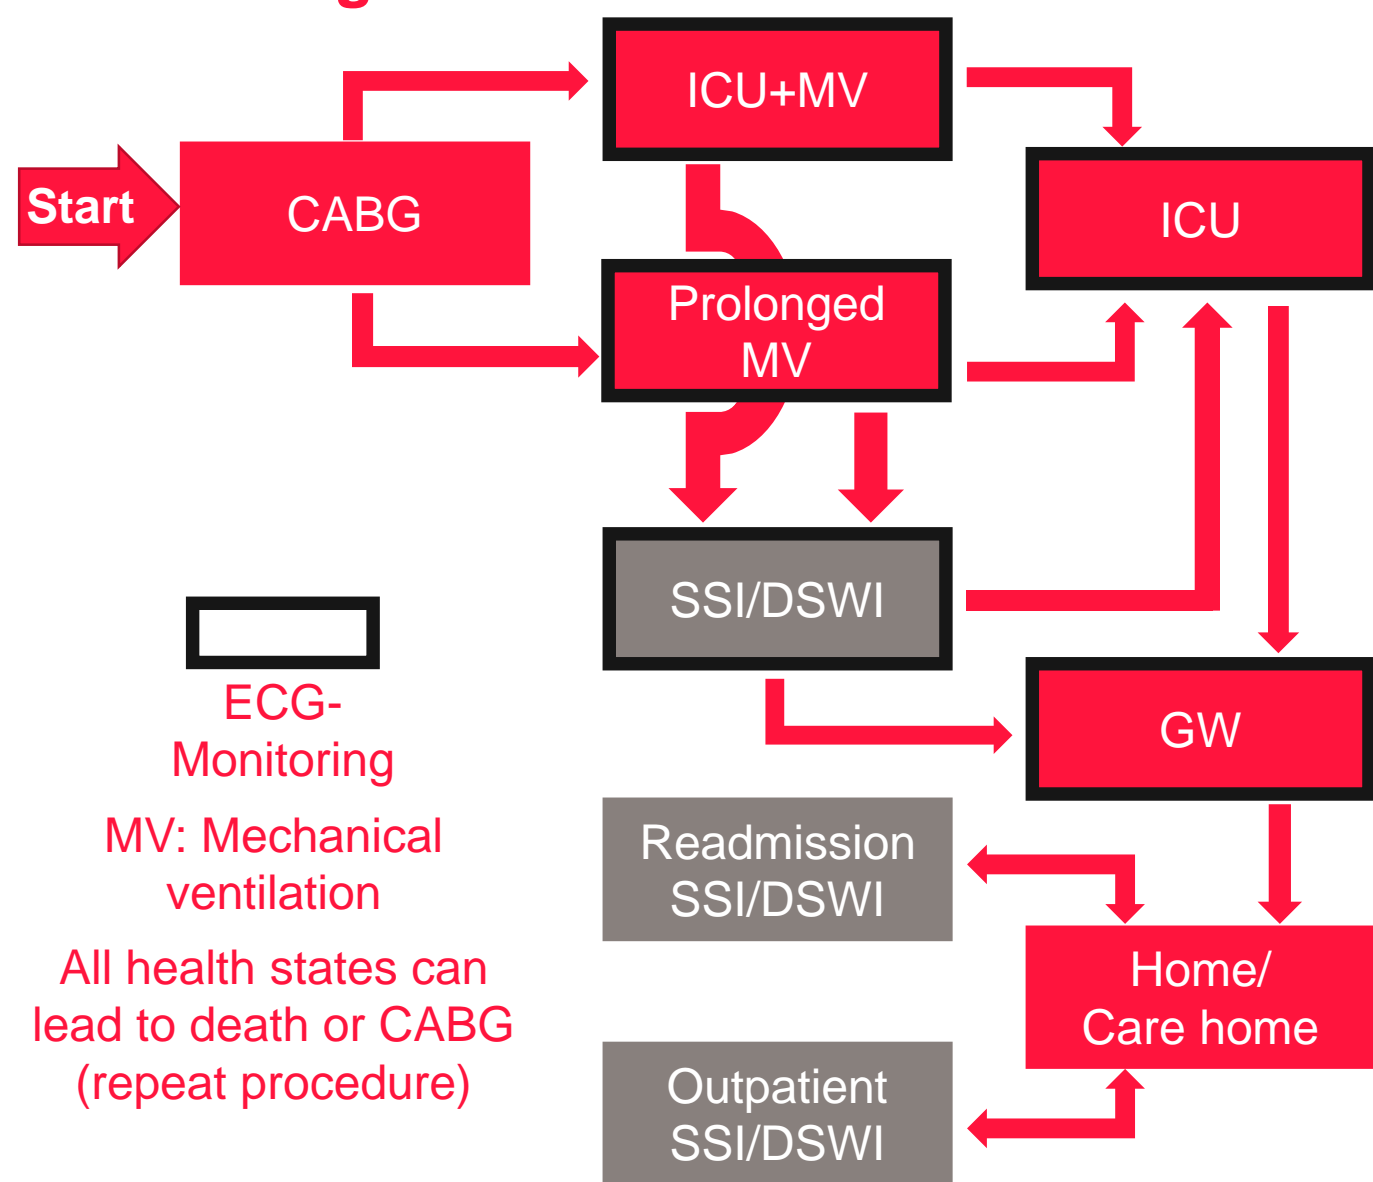 ICU+MV
Start
CABG
ICU
Prolonged
MV
SSI/DSWI
ECG-
Monitoring
GW
MV: Mechanical
ventilation
Readmission
SSI/DSWI
All health states can
lead to death or CABG
(repeat procedure)
Home/
Care home
Outpatient
SSI/DSWI